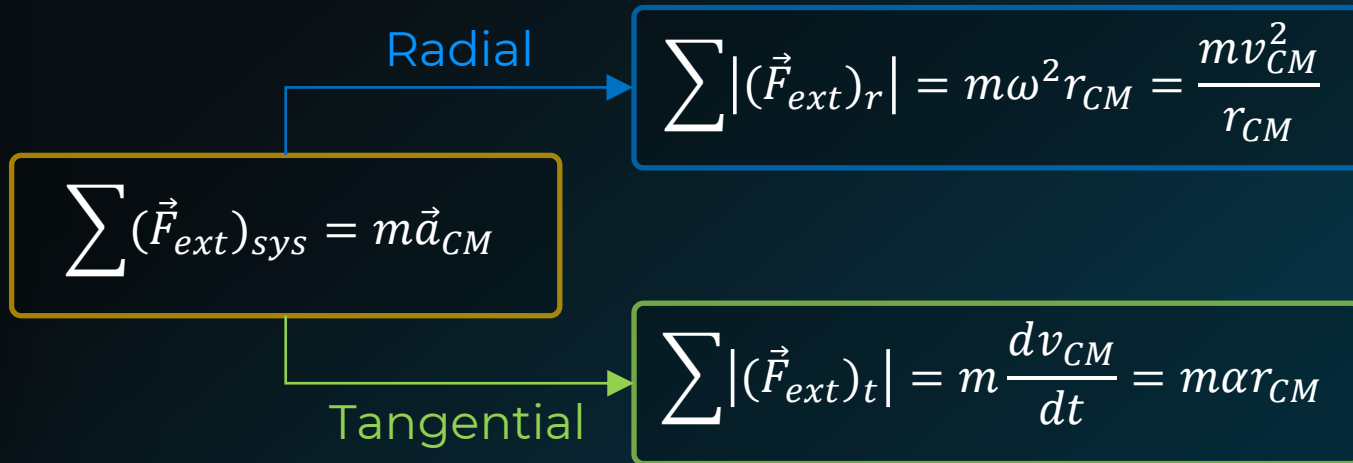 Radial
∑|(F⃗_ext)_r| = mω²r_CM = mv²_CM / r_CM
∑(F⃗_ext)_sys = ma⃗_CM
∑|(F⃗_ext)_t| = m dv_CM/dt = mαr_CM
Tangential